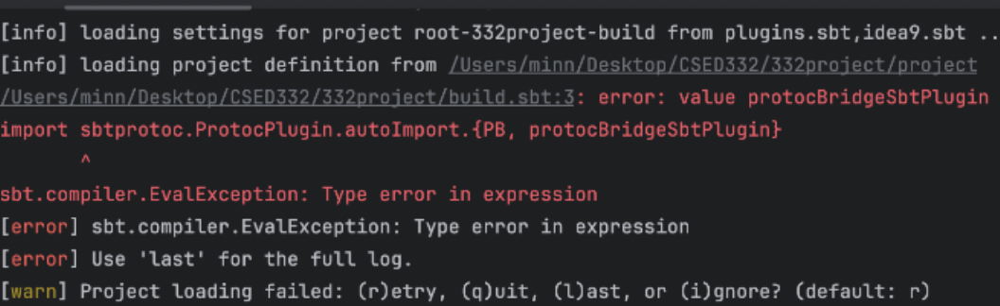 [info] loading settings for project root-332project-build from plugins.sbt,idea9.sbt ..
[info] loading project definition from /Users/minn/Desktop/CSED332/332project/project
/Users/minn/Desktop/CSED332/332project/build.sbt:3: error: value protocBridgeSbtPlugin
import sbtprotoc.ProtocPlugin.autoImport.{PB, protocBridgeSbtPlugin}
^
sbt.compiler.EvalException: Type error in expression
[error] sbt.compiler.EvalException: Type error in expression
[error] Use 'last' for the full log.
[warn] Project loading failed: (r)etry, (q)uit, (l)ast, or (i)gnore? (default: r)